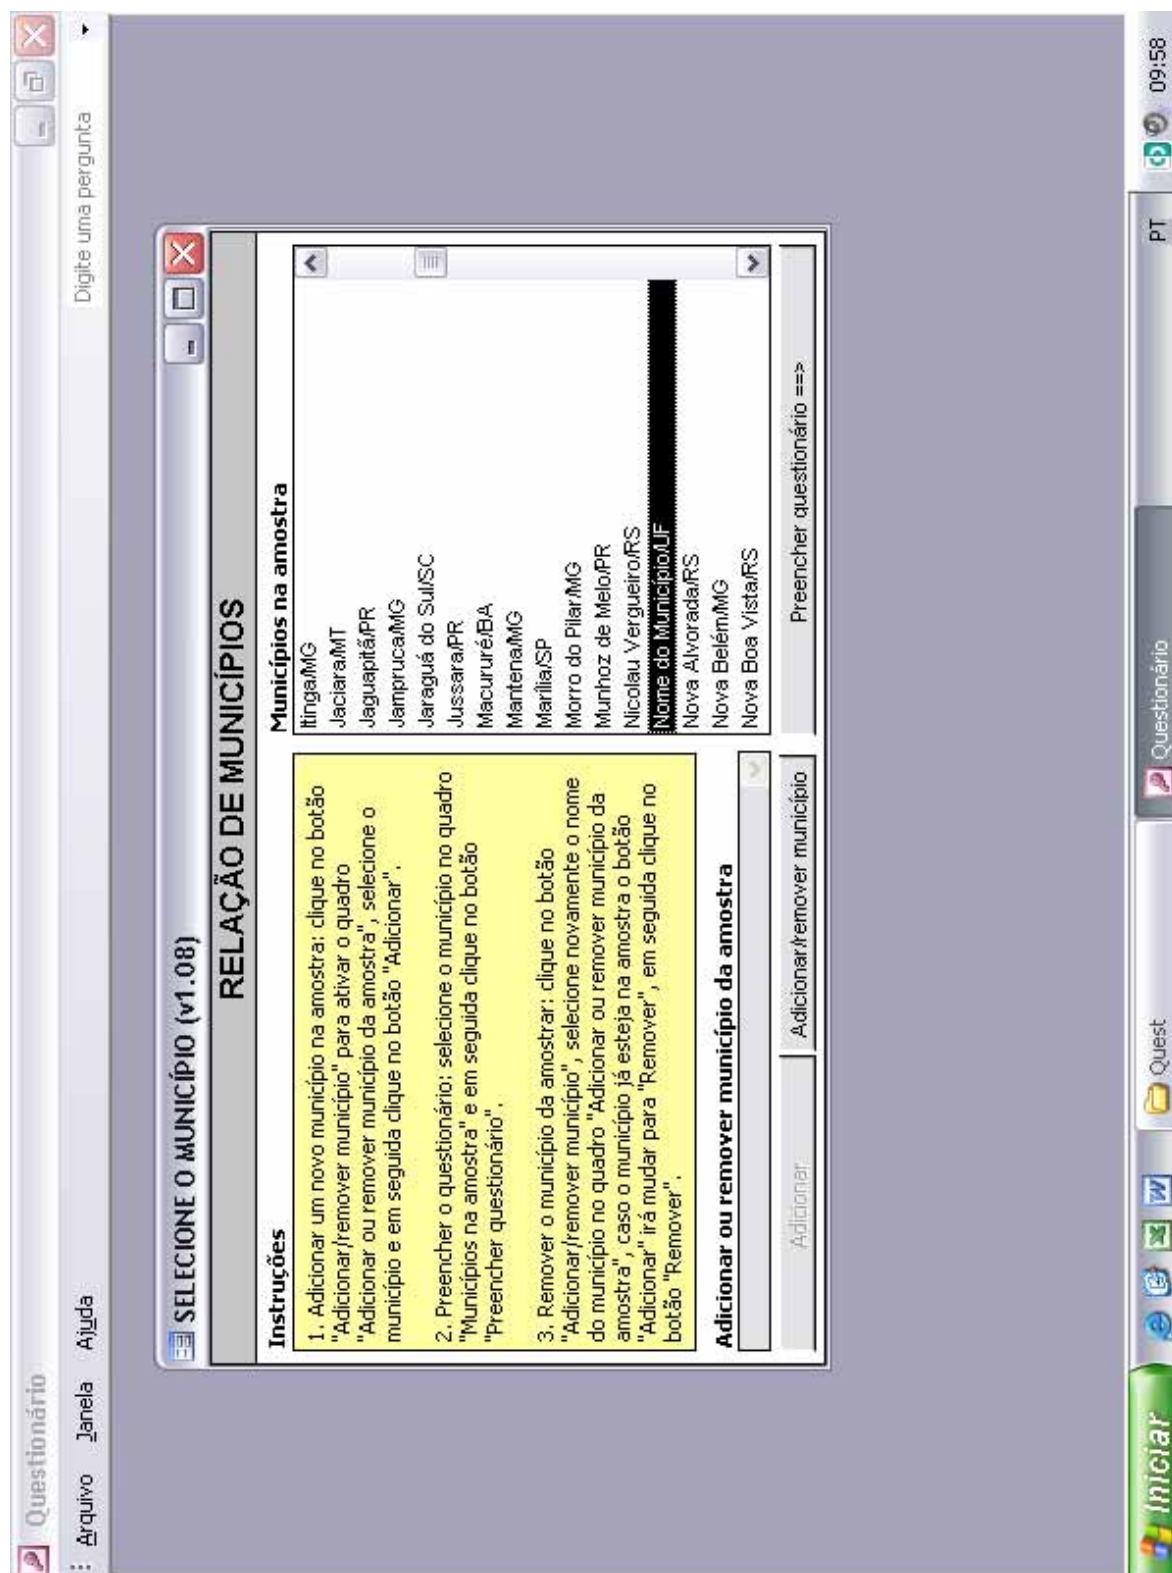 Questionário
Arquivo Janela Ajuda
Digite uma pergunta
SELECIONE O MUNICÍPIO (v1.08)
RELAÇÃO DE MUNICÍPIOS
Instruções
1. Adicionar um novo município na amostra: clique no botão
"Adicionar/remover município" para ativar o quadro
"Adicionar ou remover município da amostra", selecione o
município e em seguida clique no botão "Adicionar".
2. Preencher o questionário: selecione o município no quadro
"Municípios na amostra" e em seguida clique no botão
"Preencher questionário".
3. Remover o município da amostrar: clique no botão
"Adicionar/remover município", selecione novamente o nome
do município no quadro "Adicionar ou remover município da
amostra", caso o município já esteja na amostra o botão
"Adicionar" irá mudar para "Remover", em seguida clique no
botão "Remover".
Adicionar ou remover município da amostra
Adicionar
Adicionar/remover município
Municípios na amostra
Itinga/MG
Jaciara/MT
Jaguapitã/PR
Jampruca/MG
Jaraguá do Sul/SC
Jussara/PR
Macururé/BA
Mantena/MG
Marília/SP
Morro do Pilar/MG
Munhoz de Melo/PR
Nicolau Vergueiro/RS
Nome do Município/UF
Nova Alvorada/RS
Nova Belém/MG
Nova Boa Vista/RS
Preencher questionário ==>
Iniciar
Quest
Questionário
PT
09:58